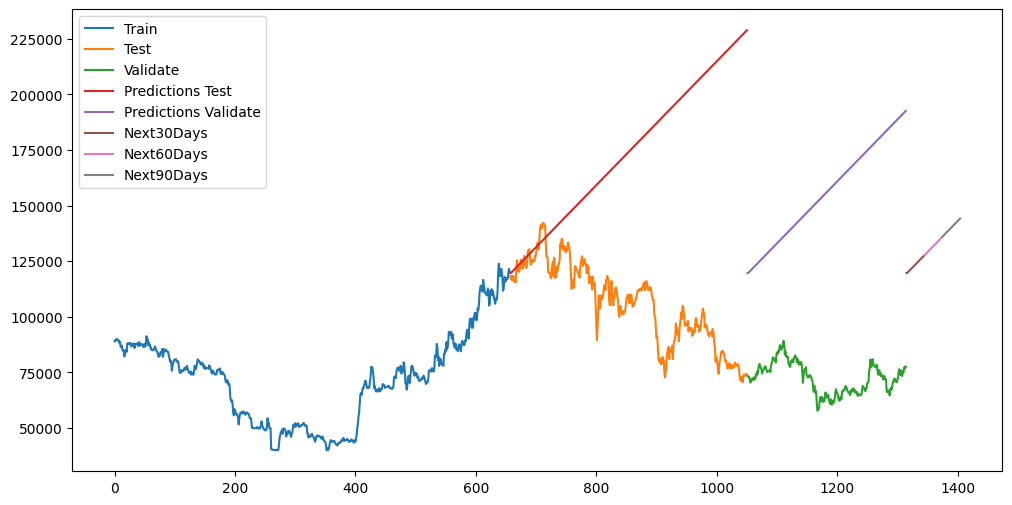 Train
Test
Validate
Predictions Test
Predictions Validate
Next30Days
Next60Days
Next90Days
225000
200000
175000
150000
125000
100000
75000
50000
0
200
400
600
800
1000
1200
1400